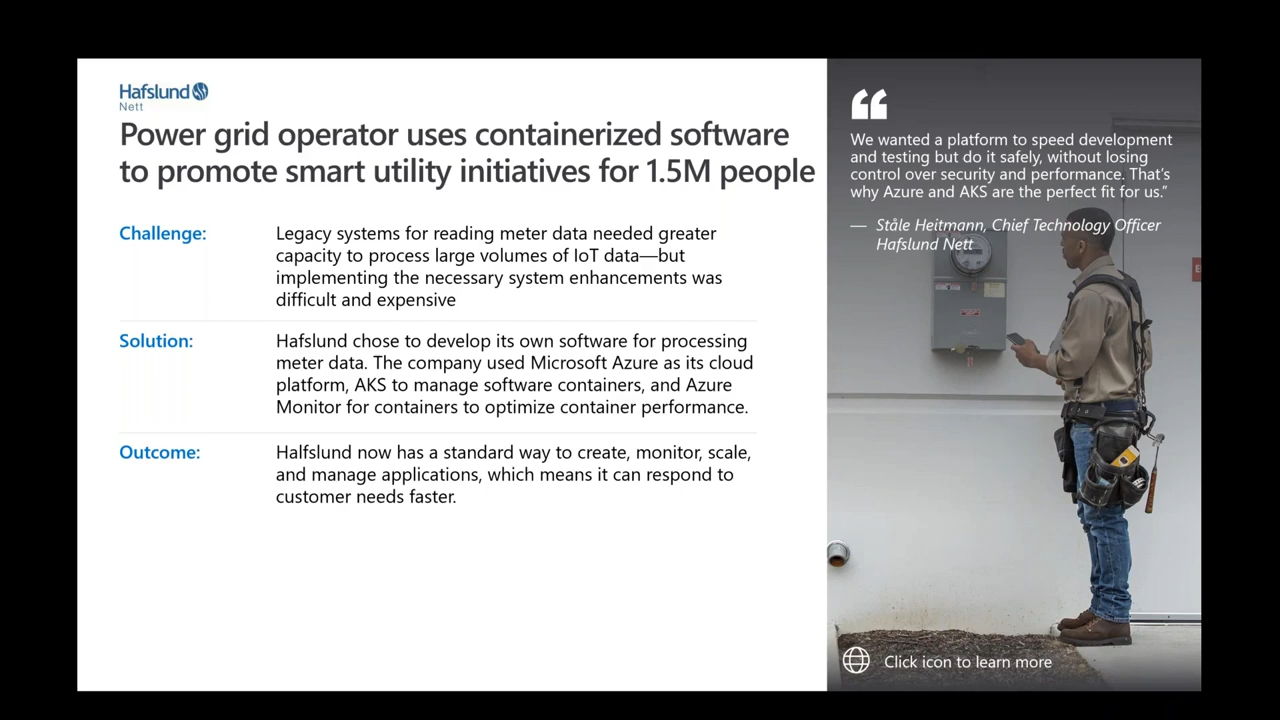 Hafslund
Nett
Power grid operator uses containerized software
to promote smart utility initiatives for 1.5M people
Challenge:
Legacy systems for reading meter data needed greater
capacity to process large volumes of IoT data—but
implementing the necessary system enhancements was
difficult and expensive
Solution:
Hafslund chose to develop its own software for processing
meter data. The company used Microsoft Azure as its cloud
platform, AKS to manage software containers, and Azure
Monitor for containers to optimize container performance.
Outcome:
Halfslund now has a standard way to create, monitor, scale,
and manage applications, which means it can respond to
customer needs faster.
“
We wanted a platform to speed development
and testing but do it safely, without losing
control over security and performance. That’s
why Azure and AKS are the perfect fit for us.”
— Ståle Heitmann, Chief Technology Officer
Hafslund Nett
Click icon to learn more